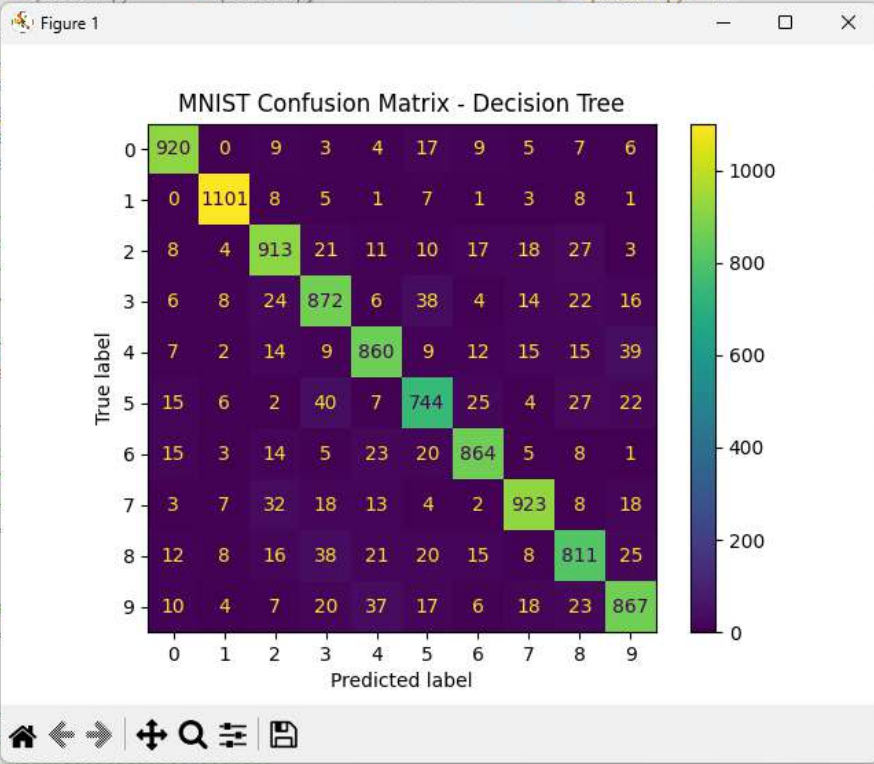 Figure 1
MNIST Confusion Matrix - Decision Tree
0 920 0 9 3 4 17 9 5 7 6
1 0 1101 8 5 1 7 1 3 8 1
2 8 4 913 21 11 10 17 18 27 3
3 6 8 24 872 6 38 4 14 22 16
4 7 2 14 9 860 9 12 15 15 39
5 15 6 2 40 7 744 25 4 27 22
6 15 3 14 5 23 20 864 5 8 1
7 3 7 32 18 13 4 2 923 8 18
8 12 8 16 38 21 20 15 8 811 25
9 10 4 7 20 37 17 6 18 23 867
0 1 2 3 4 5 6 7 8 9
Predicted label
True label
1000
800
600
400
200
0